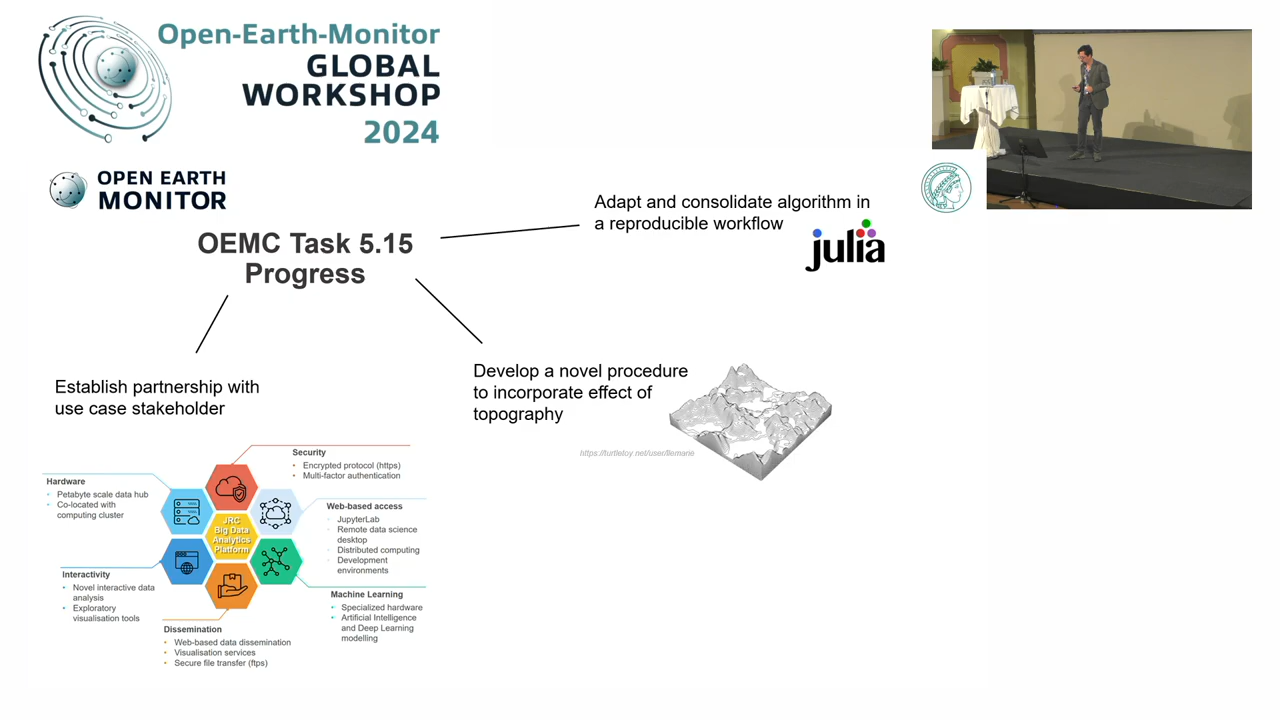 Open-Earth-Monitor
GLOBAL
WORKSHOP
2024
OPEN EARTH
MONITOR
OEMC Task 5.15
Progress
Adapt and consolidate algorithm in
a reproducible workflow
julia
Develop a novel procedure
to incorporate effect of
topography
https://turtletoy.net/user/llemarie
Establish partnership with
use case stakeholder
Security
• Encrypted protocol (https)
• Multi-factor authentication
Hardware
• Petabyte scale data hub
• Co-located with
computing cluster
Web-based access
• JupyterLab
• Remote data science
desktop
• Distributed computing
• Development
environments
JRC
Big Data
Analytics
Platform
Interactivity
• Novel interactive data
analysis
• Exploratory
visualisation tools
Machine Learning
• Specialized hardware
• Artificial Intelligence
and Deep Learning
modelling
Dissemination
• Web-based data dissemination
• Visualisation services
• Secure file transfer (ftps)